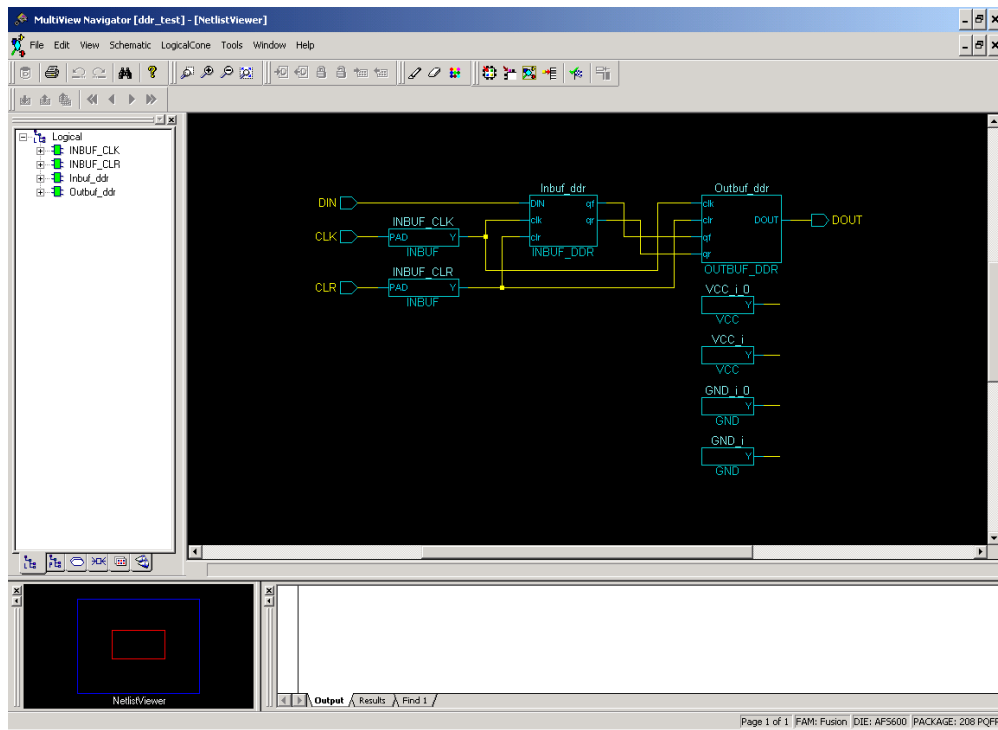 MultiView Navigator [ddr_test] - [NetlistViewer]
File Edit View Schematic LogicalCone Tools Window Help
Logical
INBUF_CLK
INBUF_CLR
Inbuf_ddr
Outbuf_ddr
Inbuf_ddr
Outbuf_ddr
DIN
DIN
qf
clk
INBUF_CLK
clk
qr
clr
DOUT
DOUT
CLK
PAD
Y
clr
qf
INBUF
INBUF_DDR
qr
INBUF_CLR
OUTBUF_DDR
CLR
PAD
Y
VCC_i_0
INBUF
Y
VCC
VCC_i
Y
VCC
GND_i_0
Y
GND
GND_i
Y
GND
NetlistViewer
Output Results Find 1
Page 1 of 1 FAM: Fusion DIE: AFS600 PACKAGE: 208 PQFP